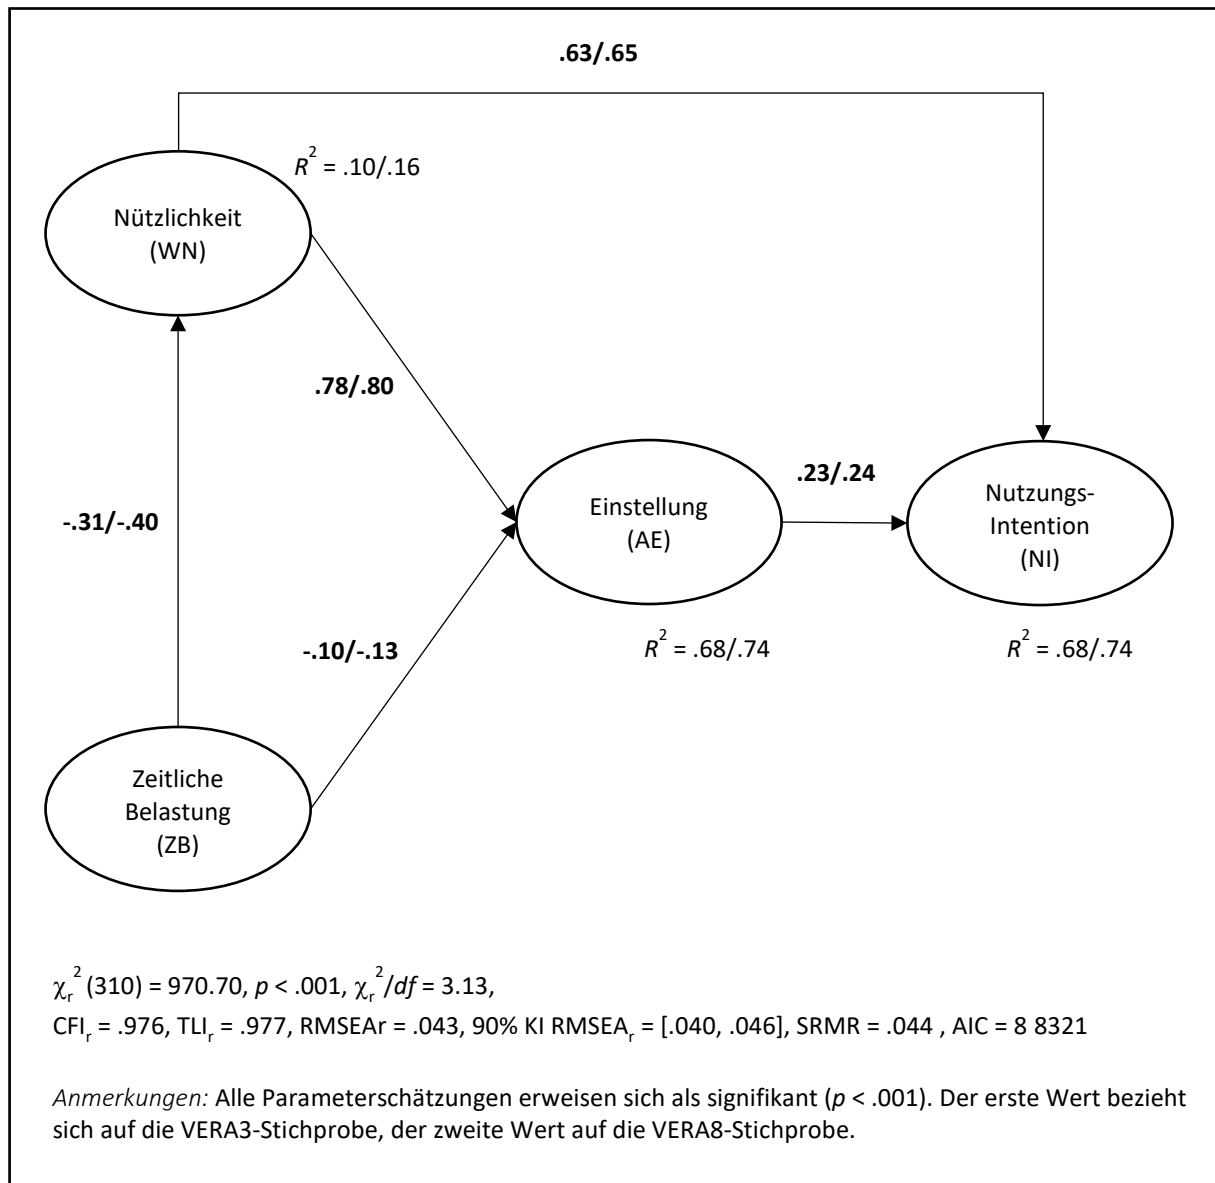 .63/.65
R² = .10/.16
Nützlichkeit
(WN)
.78/.80
-.31/-.40
Einstellung
(AE)
.23/.24
Nutzungs-
Intention
(NI)
-.10/-.13
R² = .68/.74
R² = .68/.74
Zeitliche
Belastung
(ZB)
χᵣ² (310) = 970.70, p < .001, χᵣ²/df = 3.13,
CFIᵣ = .976, TLIᵣ = .977, RMSEAr = .043, 90% KI RMSEAᵣ = [.040, .046], SRMR = .044 , AIC = 8 8321
Anmerkungen: Alle Parameterschätzungen erweisen sich als signifikant (p < .001). Der erste Wert bezieht
sich auf die VERA3-Stichprobe, der zweite Wert auf die VERA8-Stichprobe.